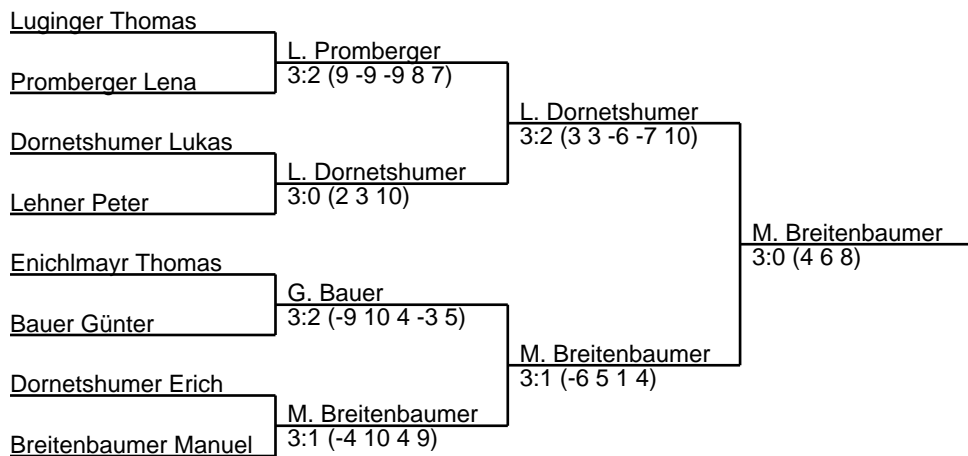 Luginger Thomas
Promberger Lena
Dornetshumer Lukas
Lehner Peter
Enichlmayr Thomas
Bauer Günter
Dornetshumer Erich
Breitenbaumer Manuel
L. Promberger
3:2 (9 -9 -9 8 7)
L. Dornetshumer
3:0 (2 3 10)
G. Bauer
3:2 (-9 10 4 -3 5)
M. Breitenbaumer
3:1 (-4 10 4 9)
L. Dornetshumer
3:2 (3 3 -6 -7 10)
M. Breitenbaumer
3:1 (-6 5 1 4)
M. Breitenbaumer
3:0 (4 6 8)